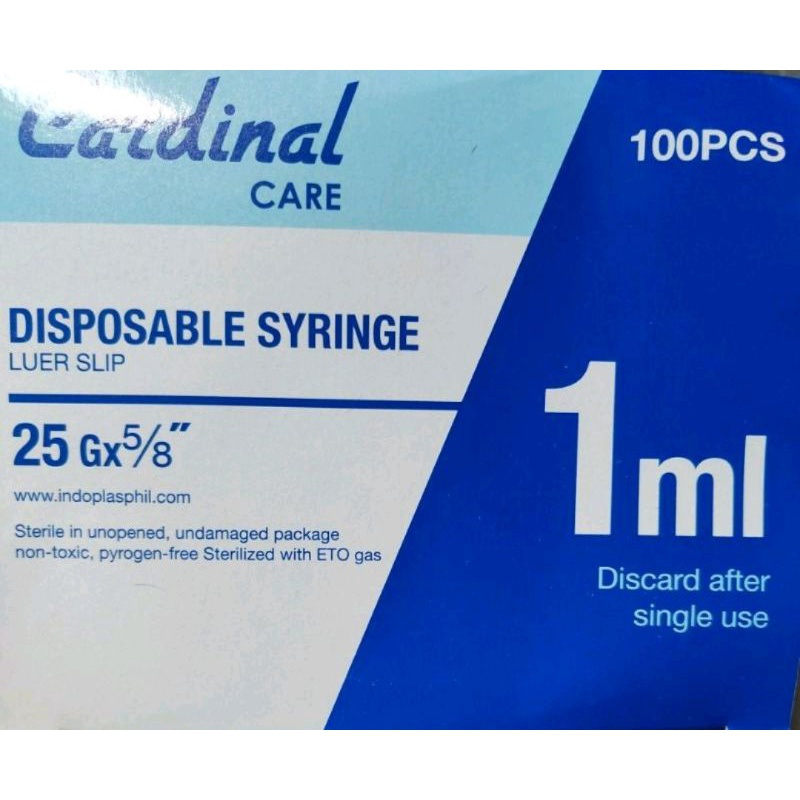 Cardinal
CARE
100PCS
DISPOSABLE SYRINGE
LUER SLIP
25 Gx5/8"
www.indoplasphil.com
Sterile in unopened, undamaged package
non-toxic, pyrogen-free Sterilized with ETO gas
1ml
Discard after
single use